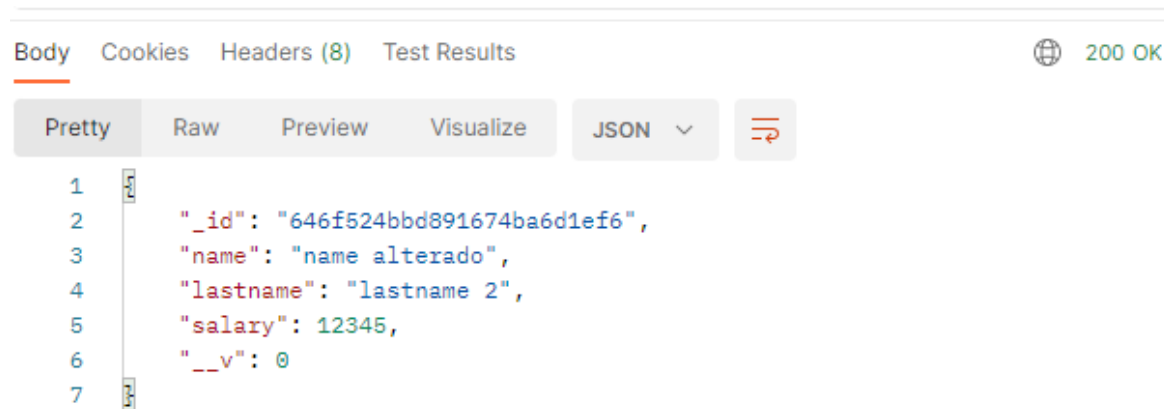 Body Cookies Headers (8) Test Results 200 OK
Pretty Raw Preview Visualize JSON
1 {
2 "_id": "646f524bbd891674ba6d1ef6",
3 "name": "name alterado",
4 "lastname": "lastname 2",
5 "salary": 12345,
6 "__v": 0
7 }